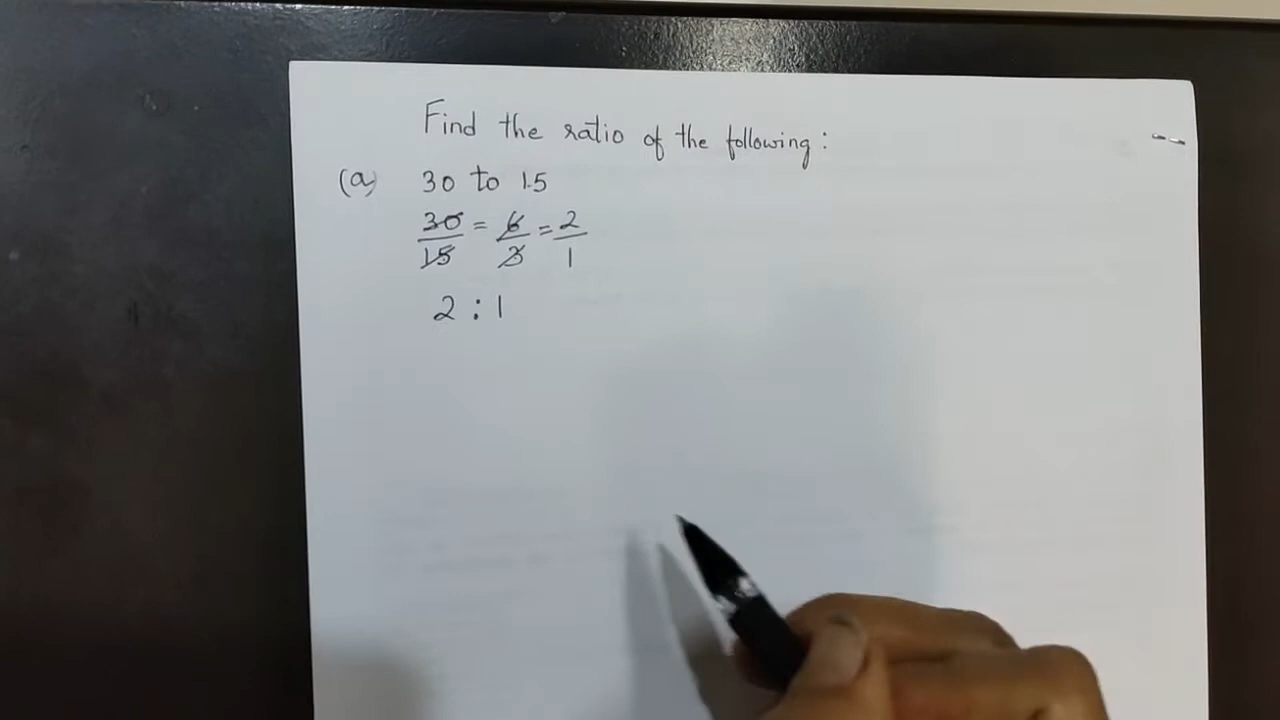 Find the ratio of the following:
(a) 30 to 15
30/15 = 6/3 = 2/1
2 : 1